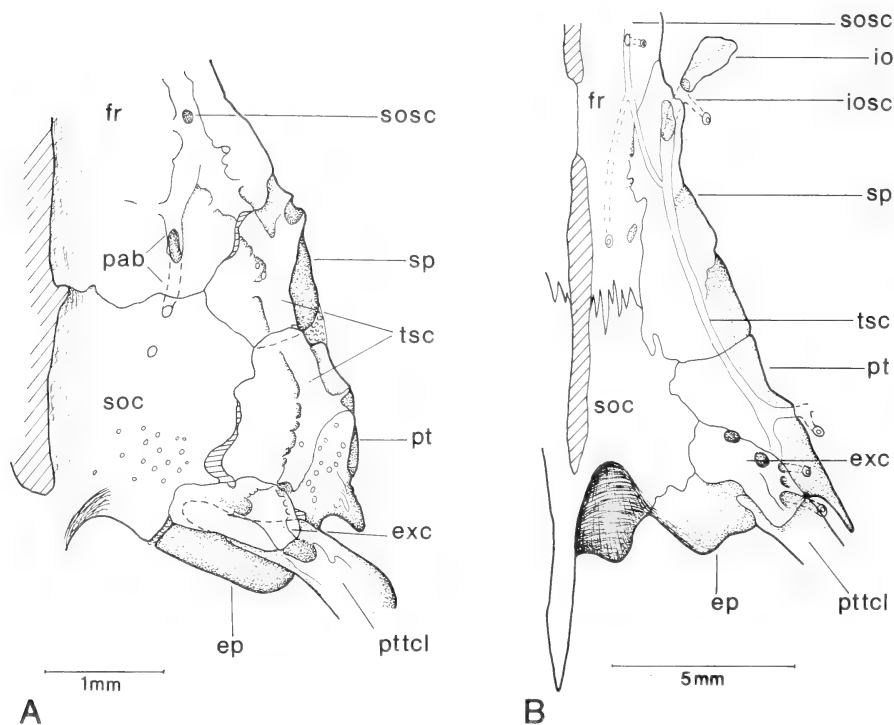 fr
sosc
pab
sp
tsc
soc
pt
exc
ep
pttcl
1mm
A
sosc
io
fr
iosc
sp
tsc
pt
soc
exc
ep
pttcl
5mm
B